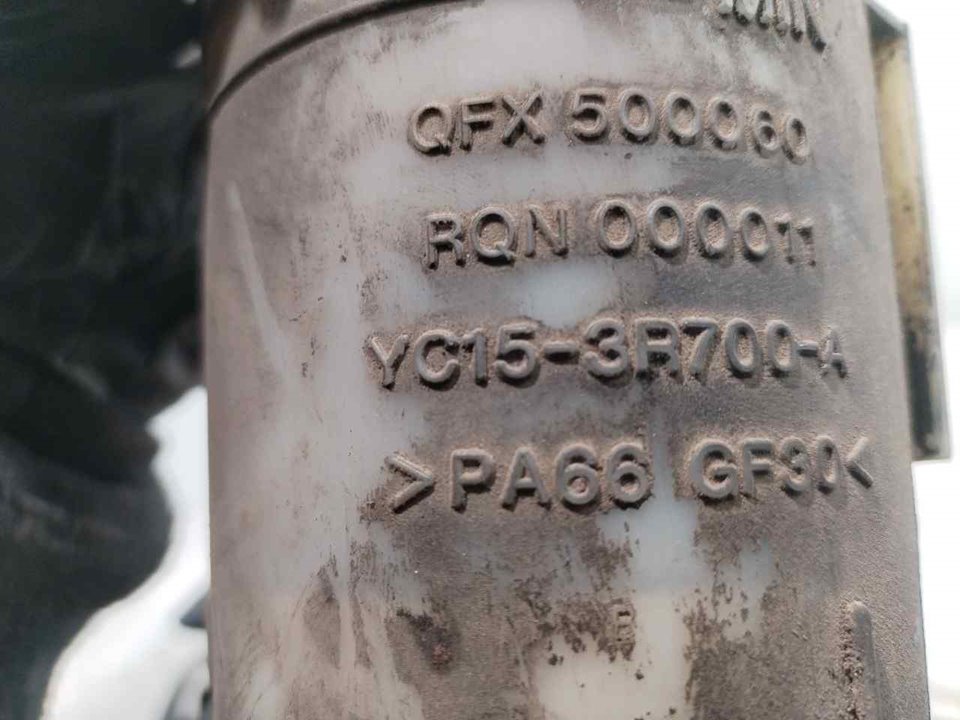 QFX 500060
RQN 000011
YC15-3R700-A
>PA66 GF30<
B